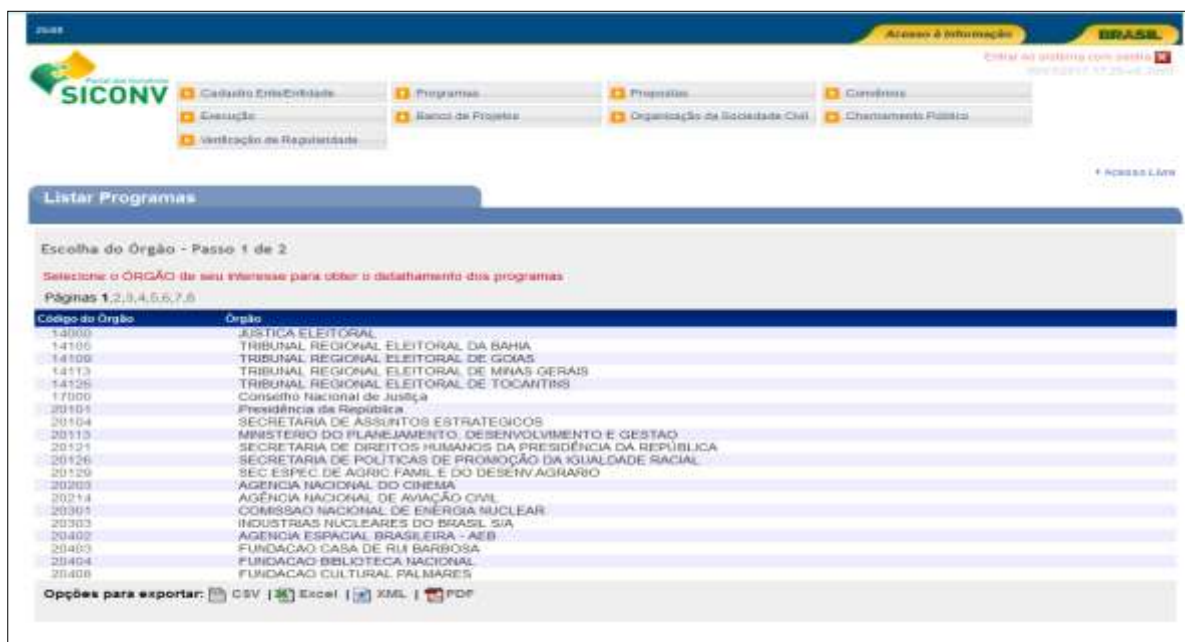 Acesso à Informação
BRASIL
Entrar no sistema com senha
Portal dos Convênios
SICONV
Cadastro Ente/Entidade
Programas
Propostas
Convênios
Execução
Banco de Projetos
Organização da Sociedade Civil
Chamamento Público
Verificação de Regularidade
Acesso Livre
Listar Programas
Escolha do Órgão - Passo 1 de 2
Selecione o ÓRGÃO de seu interesse para obter o detalhamento dos programas
Páginas 1,2,3,4,5,6,7,8
Código do Órgão Órgão
14000 JUSTICA ELEITORAL
14105 TRIBUNAL REGIONAL ELEITORAL DA BAHIA
14109 TRIBUNAL REGIONAL ELEITORAL DE GOIAS
14113 TRIBUNAL REGIONAL ELEITORAL DE MINAS GERAIS
14126 TRIBUNAL REGIONAL ELEITORAL DE TOCANTINS
17000 Conselho Nacional de Justiça
20101 Presidência da República
20104 SECRETARIA DE ASSUNTOS ESTRATEGICOS
20113 MINISTERIO DO PLANEJAMENTO, DESENVOLVIMENTO E GESTAO
20121 SECRETARIA DE DIREITOS HUMANOS DA PRESIDÊNCIA DA REPÚBLICA
20126 SECRETARIA DE POLÍTICAS DE PROMOÇÃO DA IGUALDADE RACIAL
20129 SEC ESPEC DE AGRIC FAMIL E DO DESENV AGRARIO
20203 AGENCIA NACIONAL DO CINEMA
20214 AGÊNCIA NACIONAL DE AVIAÇÃO CIVIL
20301 COMISSAO NACIONAL DE ENERGIA NUCLEAR
20303 INDUSTRIAS NUCLEARES DO BRASIL S/A
20402 AGENCIA ESPACIAL BRASILEIRA - AEB
20403 FUNDACAO CASA DE RUI BARBOSA
20404 FUNDACAO BIBLIOTECA NACIONAL
20408 FUNDACAO CULTURAL PALMARES
Opções para exportar: CSV | Excel | XML | PDF